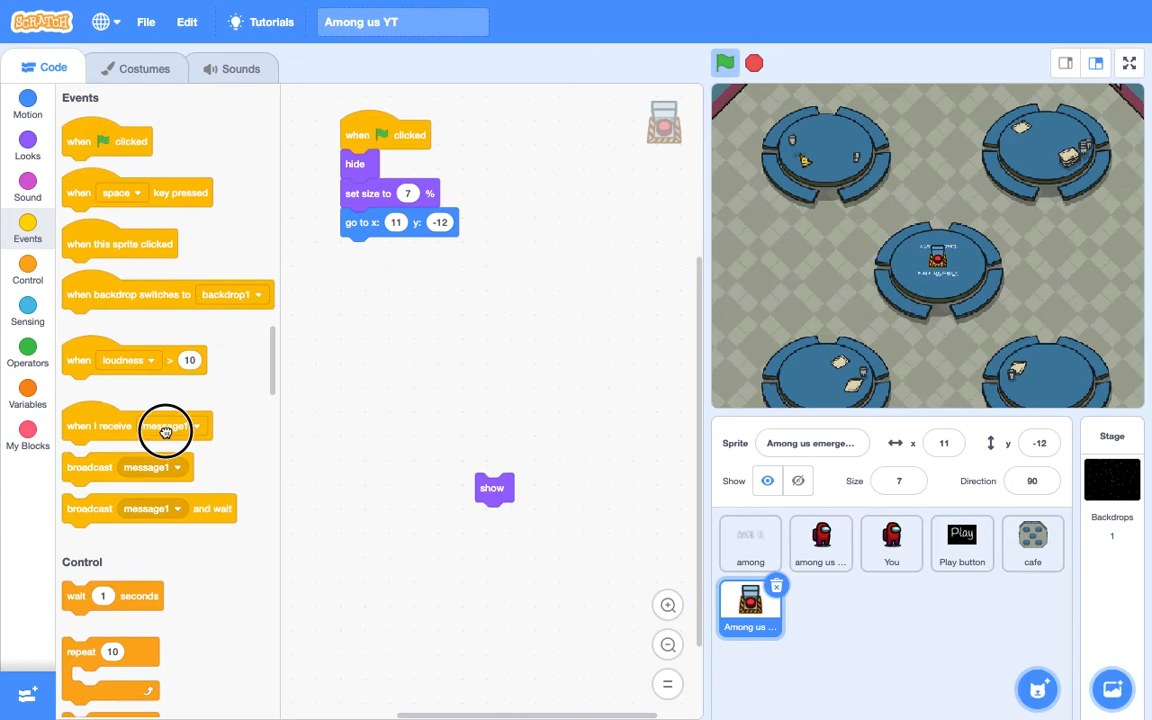 SCRATCH
File
Edit
Tutorials
Among us YT
Code
Costumes
Sounds
Motion
Looks
Sound
Events
Control
Sensing
Operators
Variables
My Blocks
Events
when clicked
when space key pressed
when this sprite clicked
when backdrop switches to backdrop1
when loudness > 10
when I receive message1
broadcast message1
broadcast message1 and wait
Control
wait 1 seconds
repeat 10
when clicked
hide
set size to 7 %
go to x: 11 y: -12
show
Sprite Among us emerge... x 11 y -12
Show Size 7 Direction 90
among
among us ...
You
Play
Play button
cafe
Among us ...
Stage
Backdrops
1